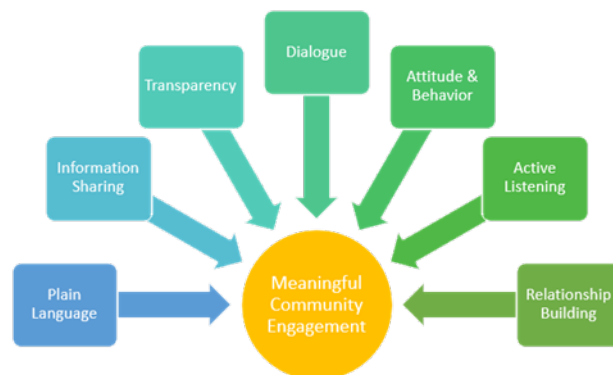 Dialogue
Transparency
Attitude &
Behavior
Information
Sharing
Active
Listening
Plain
Language
Meaningful
Community
Engagement
Relationship
Building